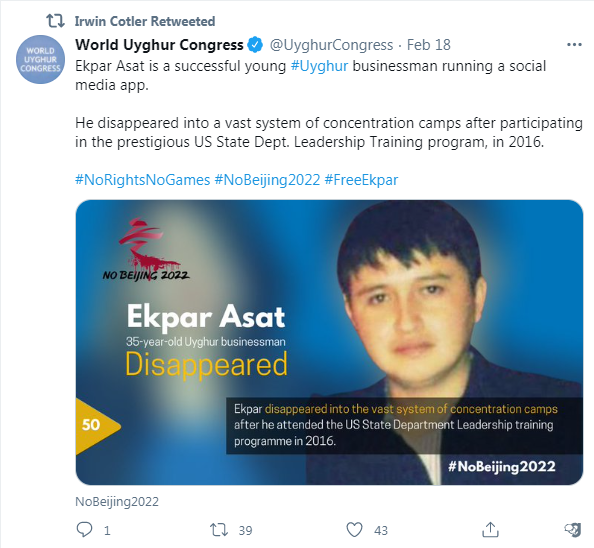 Irwin Cotler Retweeted
WORLD
UYGHUR
CONGRESS
World Uyghur Congress @UyghurCongress · Feb 18
Ekpar Asat is a successful young #Uyghur businessman running a social
media app.
He disappeared into a vast system of concentration camps after participating
in the prestigious US State Dept. Leadership Training program, in 2016.
#NoRightsNoGames #NoBeijing2022 #FreeEkpar
NO BEIJING 2022
Ekpar Asat
35-year-old Uyghur businessman
Disappeared
50
Ekpar disappeared into the vast system of concentration camps
after he attended the US State Department Leadership training
programme in 2016.
#NoBeijing2022
NoBeijing2022
1 39 43